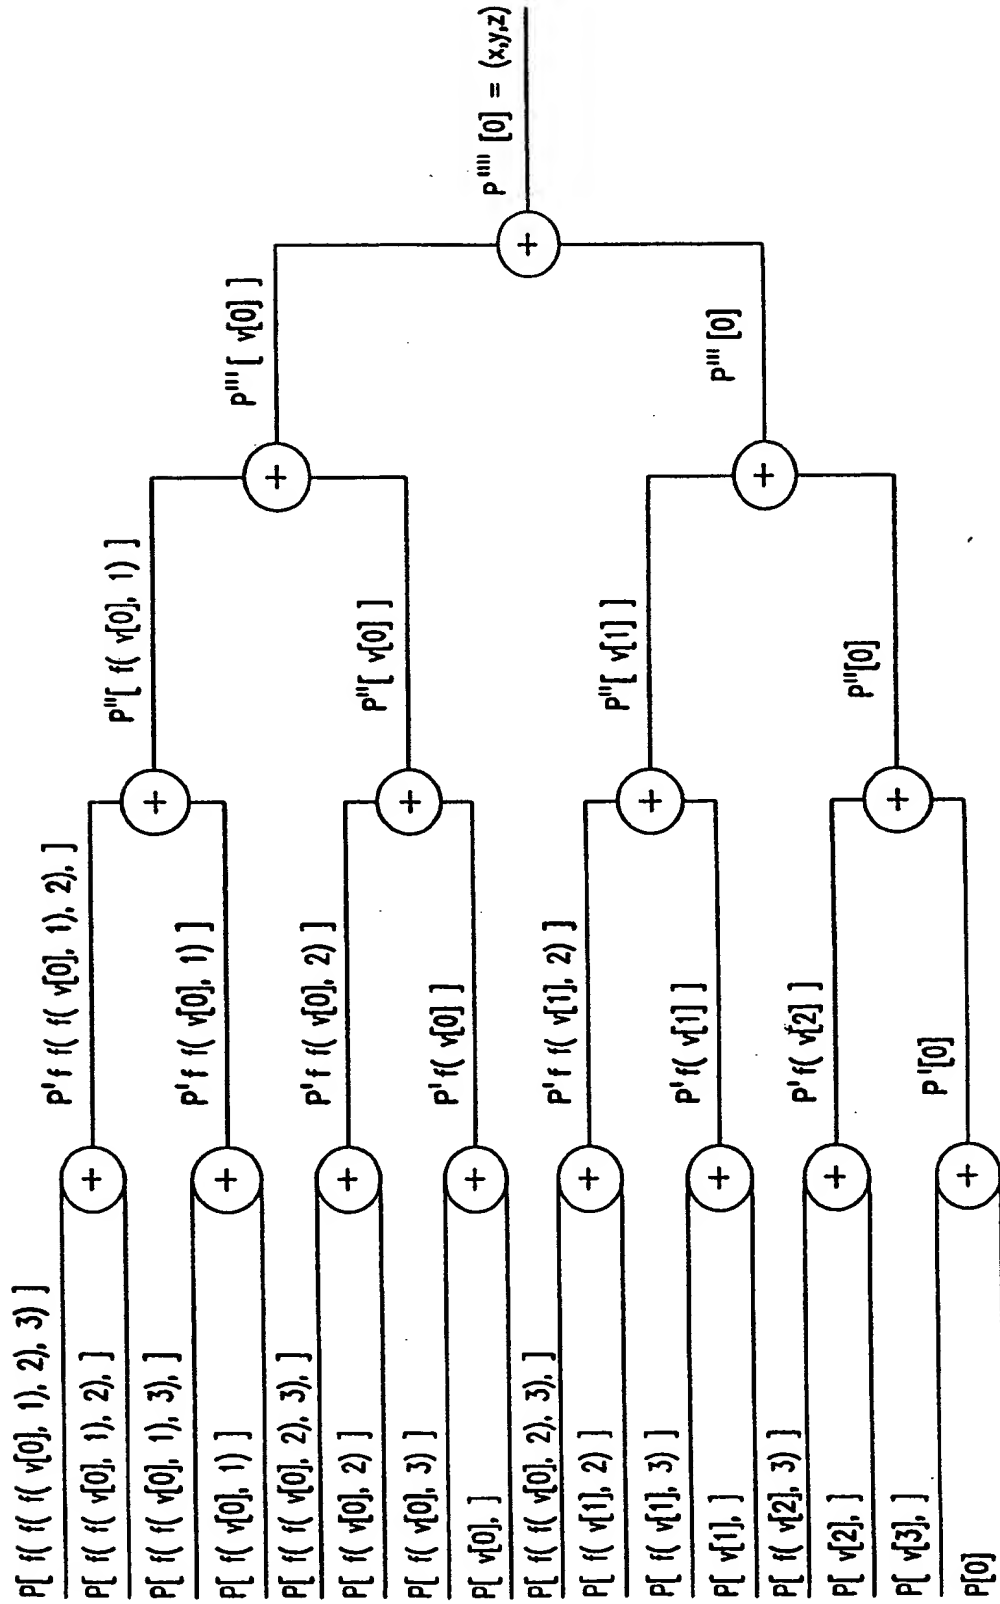 P[ f( f( f( v[0], 1), 2), 3) ]
P[ f( f( v[0], 1), 2), ]
P[ f( f( v[0], 1), 3), ]
P[ f( v[0], 1) ]
P[ f( f( v[0], 2), 3), ]
P[ f( v[0], 2) ]
P[ f( v[0], 3) ]
P[ v[0], ]
P[ f( f( v[0], 2), 3), ]
P[ f( v[1], 2) ]
P[ f( v[1], 3) ]
P[ v[1], ]
P[ f( v[2], 3) ]
P[ v[2], ]
P[ v[3], ]
P[0]
+
+
+
+
+
+
+
+
P' f f( f( v[0], 1), 2), ]
P' f f( v[0], 1) ]
P' f f( v[0], 2) ]
P' f( v[0] ]
P' f f( v[1], 2) ]
P' f( v[1] ]
P' f( v[2] ]
P'[0]
+
+
+
+
P''[ f( v[0], 1) ]
P''[ v[0] ]
P''[ v[1] ]
P''[0]
+
+
P'''[ v[0] ]
P''' [0]
+
P'''' [0] = (x,y,z)